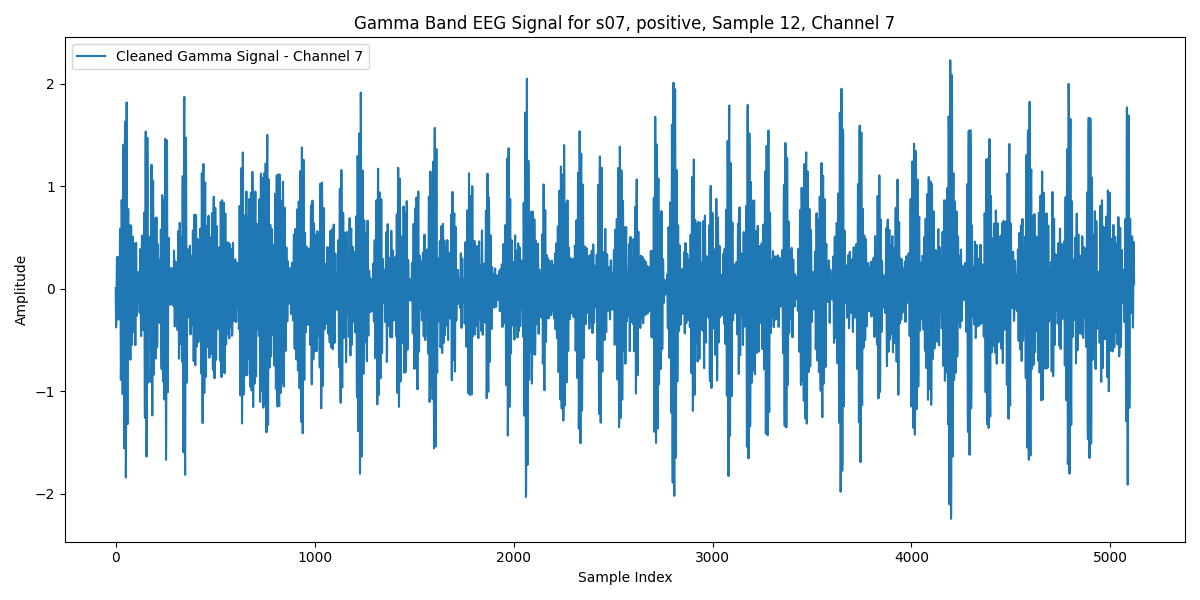 Gamma Band EEG Signal for s07, positive, Sample 12, Channel 7
Cleaned Gamma Signal - Channel 7
Amplitude
2
1
0
−1
−2
0 1000 2000 3000 4000 5000
Sample Index